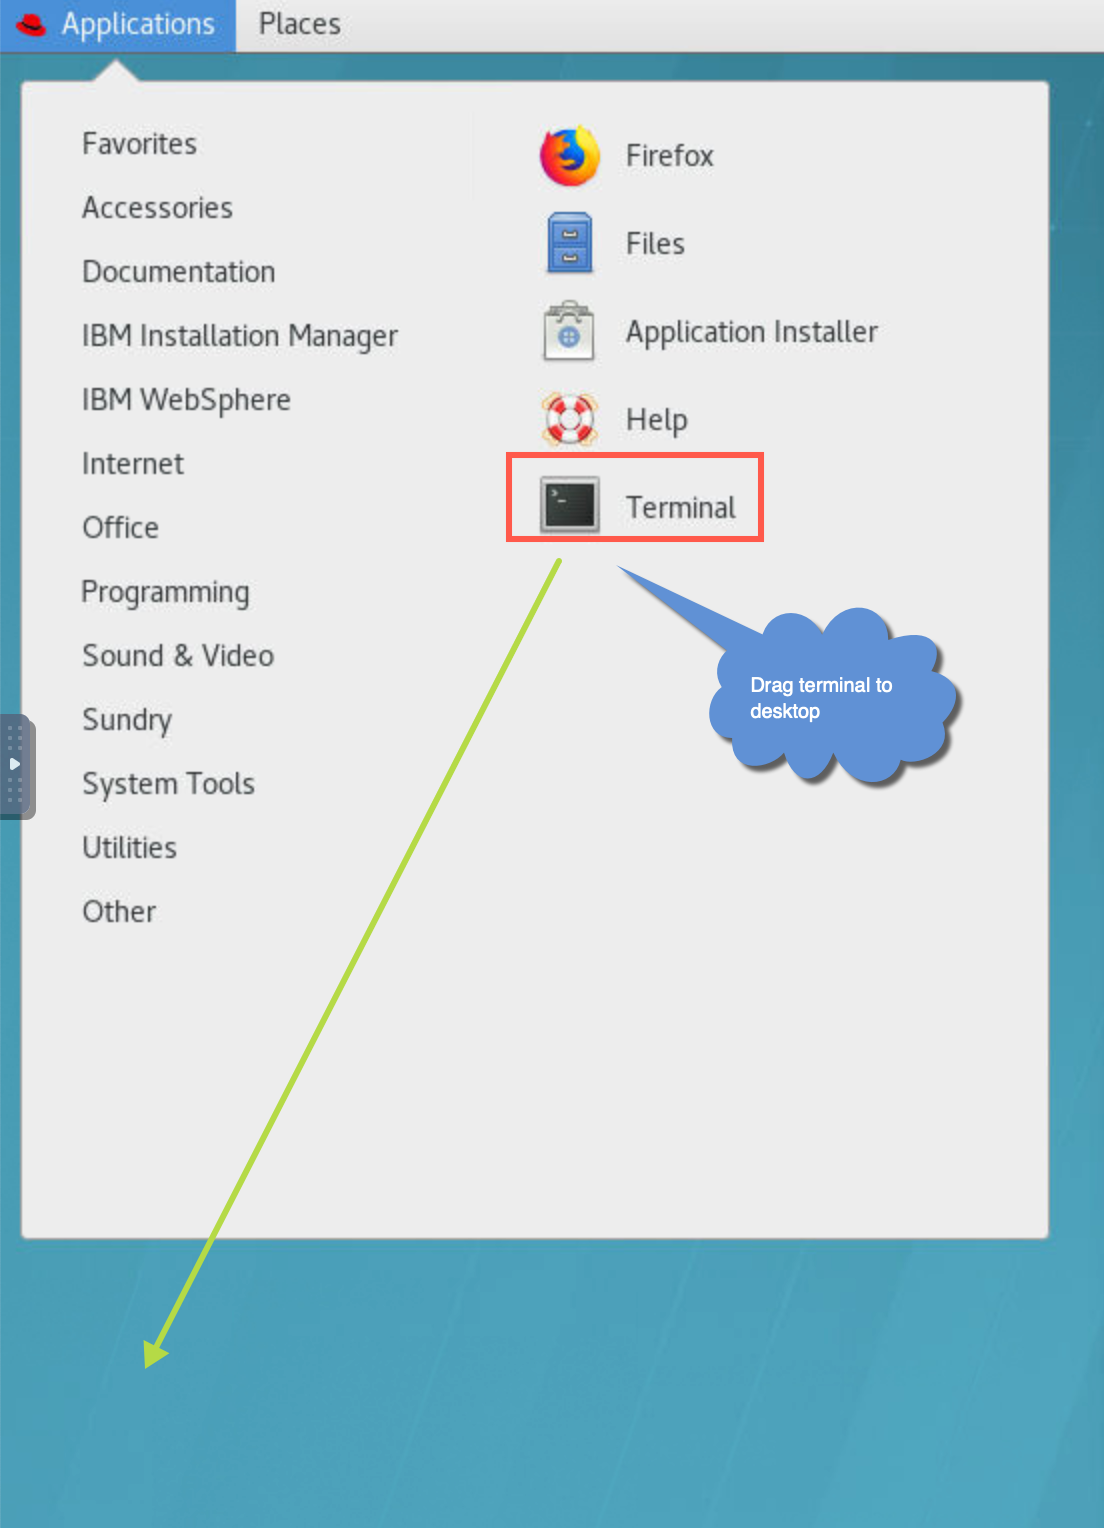 Applications
Places
Favorites
Accessories
Documentation
IBM Installation Manager
IBM WebSphere
Internet
Office
Programming
Sound & Video
Sundry
System Tools
Utilities
Other
Firefox
Files
Application Installer
Help
Terminal
Drag terminal to
desktop